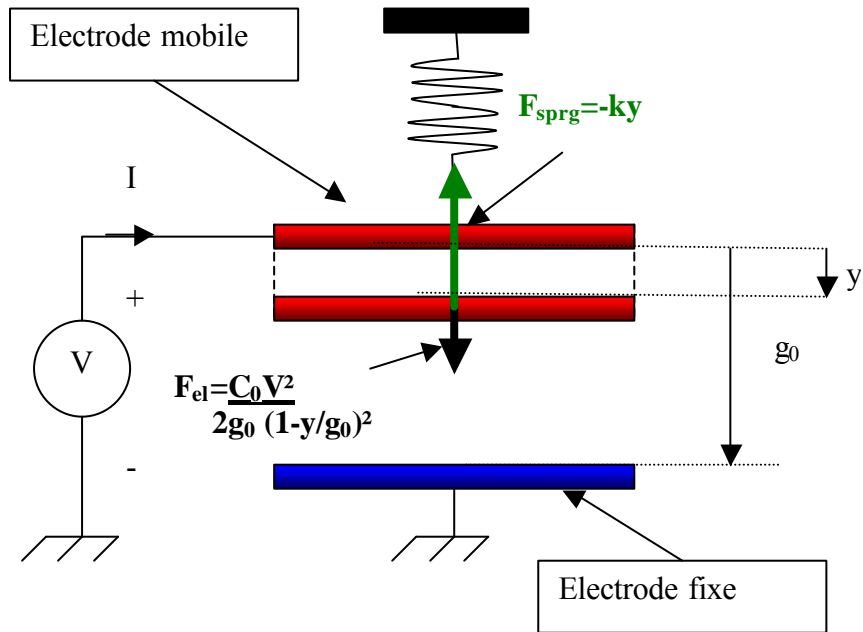 Electrode mobile
F_sprg=-ky
I
y
+
V
g₀
F_el=C₀V²
2g₀ (1-y/g₀)²
-
Electrode fixe